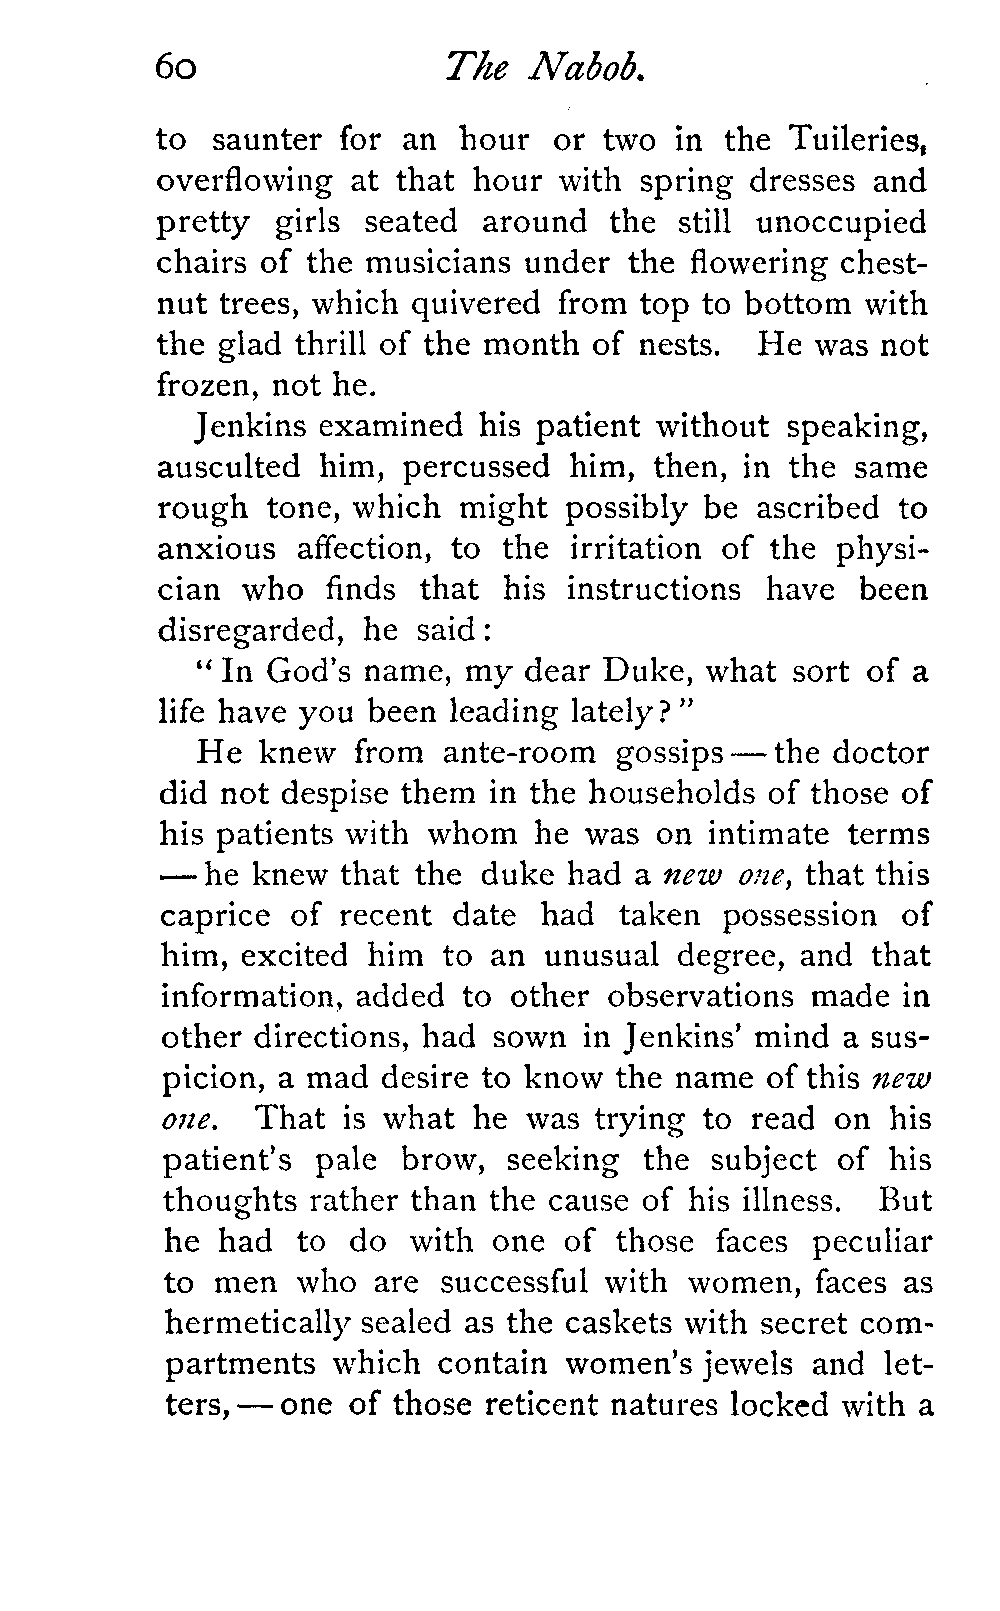 60 The Nabob.
to saunter for an hour or two in the Tuileries,
overflowing at that hour with spring dresses and
pretty girls seated around the still unoccupied
chairs of the musicians under the flowering chest-
nut trees, which quivered from top to bottom with
the glad thrill of the month of nests. He was not
frozen, not he.
Jenkins examined his patient without speaking,
ausculted him, percussed him, then, in the same
rough tone, which might possibly be ascribed to
anxious affection, to the irritation of the physi-
cian who finds that his instructions have been
disregarded, he said:
"In God's name, my dear Duke, what sort of a
life have you been leading lately?"
He knew from ante-room gossips — the doctor
did not despise them in the households of those of
his patients with whom he was on intimate terms
— he knew that the duke had a new one, that this
caprice of recent date had taken possession of
him, excited him to an unusual degree, and that
information, added to other observations made in
other directions, had sown in Jenkins' mind a sus-
picion, a mad desire to know the name of this new
one. That is what he was trying to read on his
patient's pale brow, seeking the subject of his
thoughts rather than the cause of his illness. But
he had to do with one of those faces peculiar
to men who are successful with women, faces as
hermetically sealed as the caskets with secret com-
partments which contain women's jewels and let-
ters, — one of those reticent natures locked with a